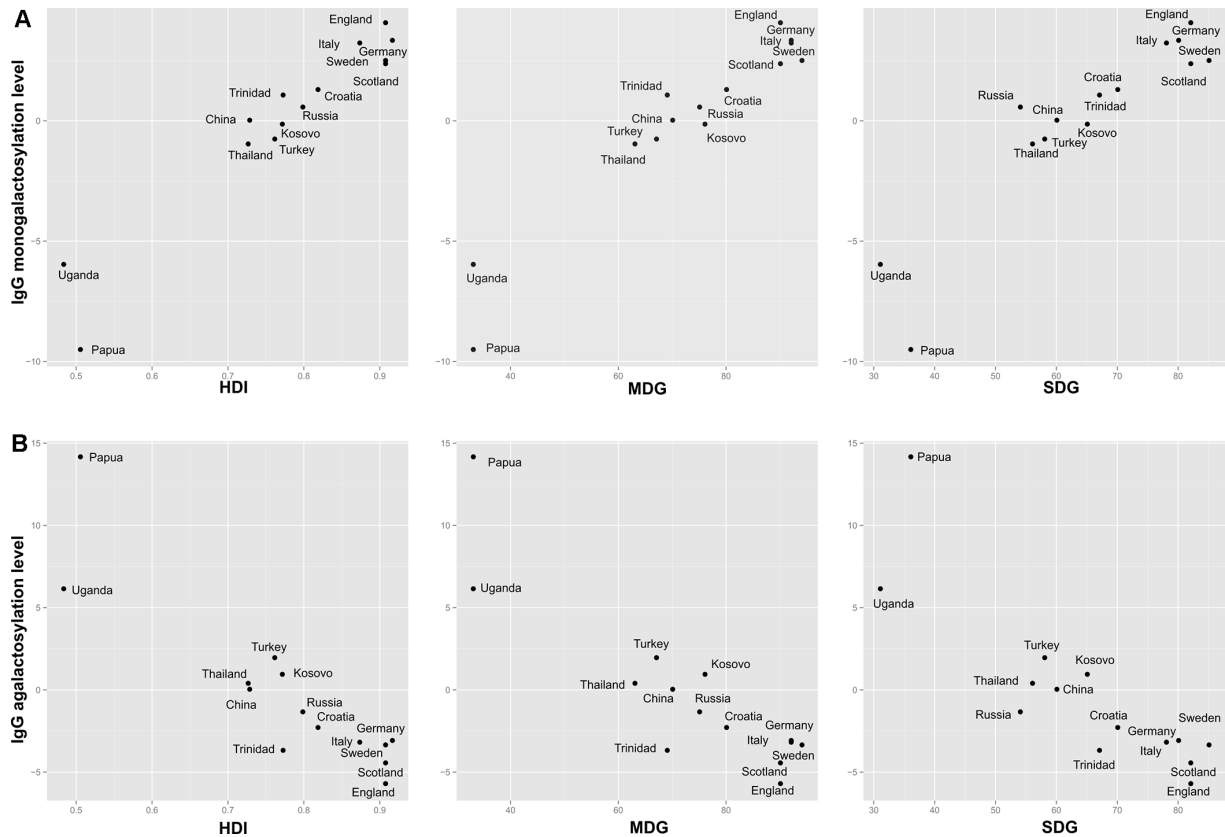 A
IgG monogalactosylation level
0
−5
−10
England
Italy
Germany
Sweden
Scotland
Trinidad
Croatia
Russia
China
Kosovo
Turkey
Thailand
Uganda
Papua
0.5 0.6 0.7 0.8 0.9
HDI
0
−5
−10
England
Germany
Italy
Sweden
Scotland
Trinidad
Croatia
Russia
China
Turkey
Kosovo
Thailand
Uganda
Papua
40 60 80
MDG
0
−5
−10
England
Germany
Italy
Sweden
Scotland
Croatia
Russia
Trinidad
China
Kosovo
Turkey
Thailand
Uganda
Papua
30 40 50 60 70 80
SDG
B
IgG agalactosylation level
15
10
5
0
−5
Papua
Uganda
Turkey
Thailand
Kosovo
China
Russia
Croatia
Germany
Italy
Trinidad
Sweden
Scotland
England
0.5 0.6 0.7 0.8 0.9
HDI
15
10
5
0
−5
Papua
Uganda
Turkey
Kosovo
Thailand
China
Russia
Croatia
Germany
Italy
Trinidad
Sweden
Scotland
England
40 60 80
MDG
15
10
5
0
−5
Papua
Uganda
Turkey
Kosovo
Thailand
China
Russia
Croatia
Sweden
Germany
Italy
Trinidad
Scotland
England
30 40 50 60 70 80
SDG